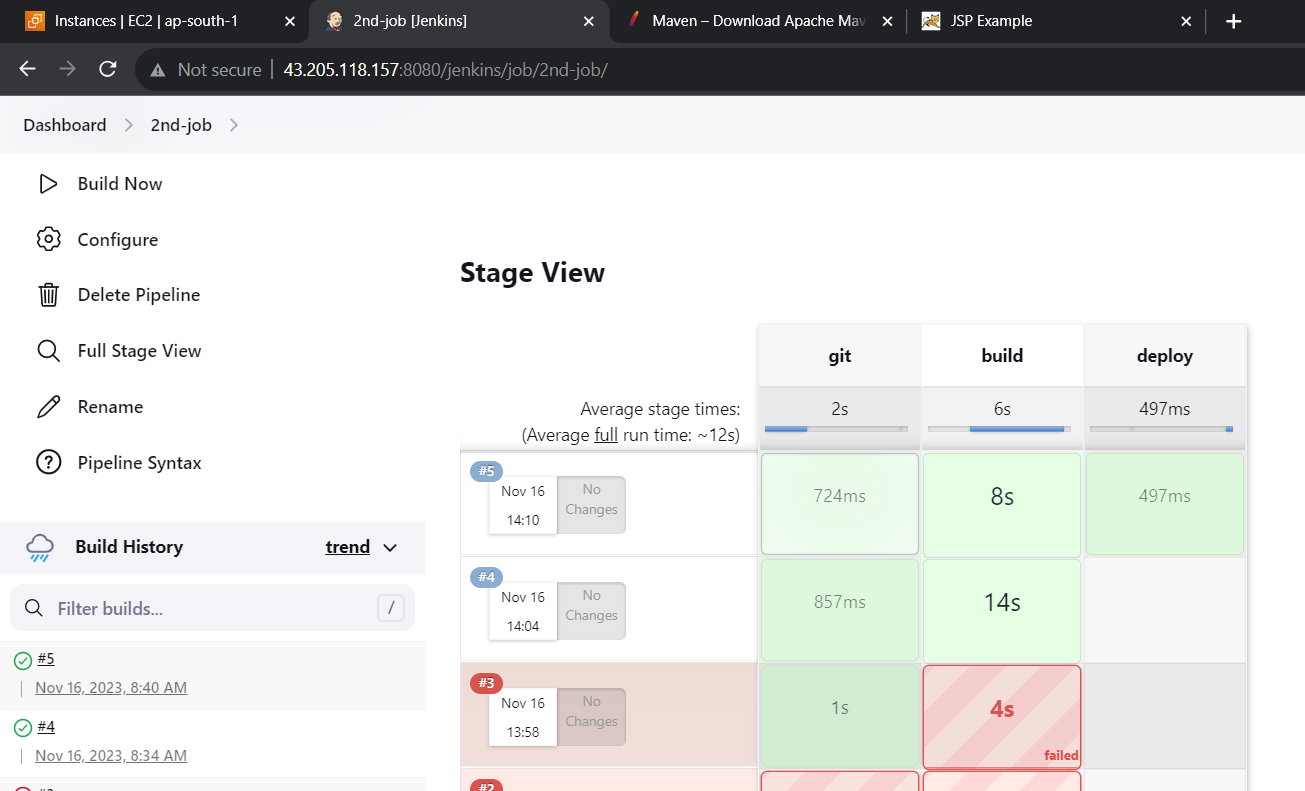 Instances | EC2 | ap-south-1
2nd-job [Jenkins]
Maven – Download Apache Mav
JSP Example
Not secure
43.205.118.157:8080/jenkins/job/2nd-job/
Dashboard
2nd-job
Build Now
Configure
Delete Pipeline
Full Stage View
Rename
Pipeline Syntax
Build History
trend
Filter builds...
/
#5
Nov 16, 2023, 8:40 AM
#4
Nov 16, 2023, 8:34 AM
Stage View
git
build
deploy
Average stage times:
(Average full run time: ~12s)
2s
6s
497ms
#5
Nov 16
14:10
No
Changes
724ms
8s
497ms
#4
Nov 16
14:04
No
Changes
857ms
14s
#3
Nov 16
13:58
No
Changes
1s
4s
failed
#2